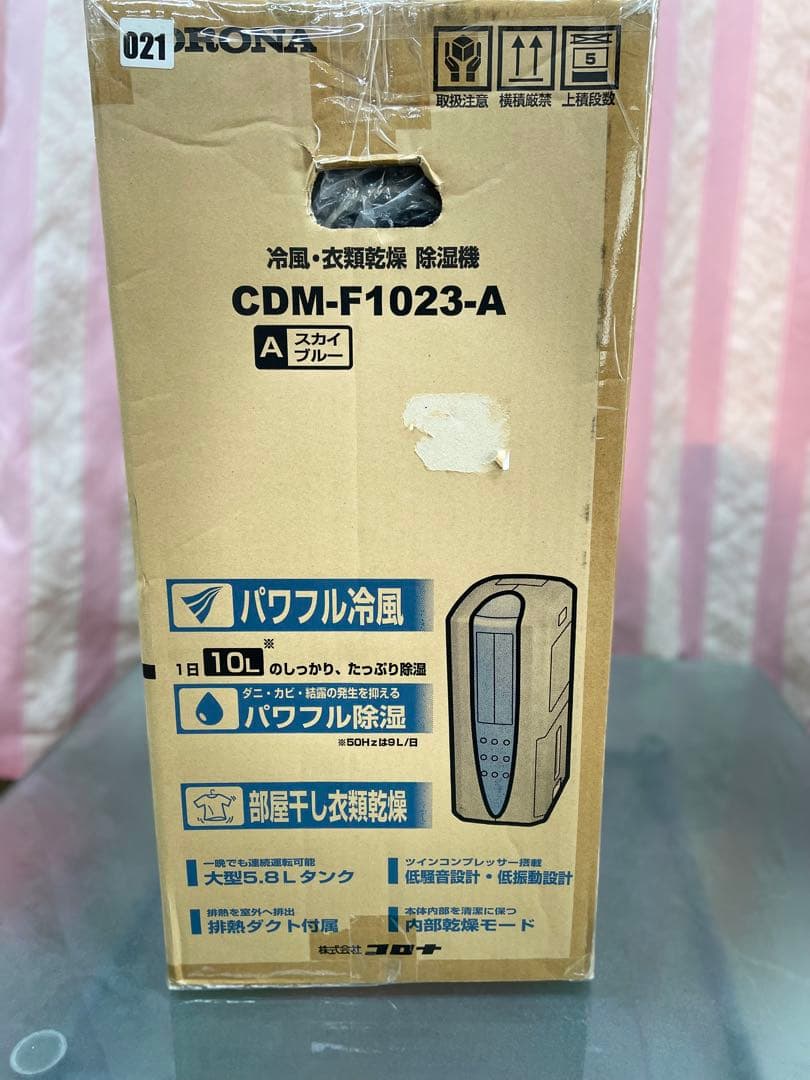 021
ORONA
5
取扱注意 横積厳禁 上積段数
冷風・衣類乾燥 除湿機
CDM-F1023-A
A スカイ
ブルー
パワフル冷風
※
1日 10L のしっかり、たっぷり除湿
ダニ・カビ・結露の発生を抑える
パワフル除湿
※50Hzは9L/日
部屋干し衣類乾燥
一晩でも連続運転可能
大型5.8Lタンク
ツインコンプレッサー搭載
低騒音設計・低振動設計
排熱を室外へ排出
排熱ダクト付属
本体内部を清潔に保つ
内部乾燥モード
株式会社 コロナ